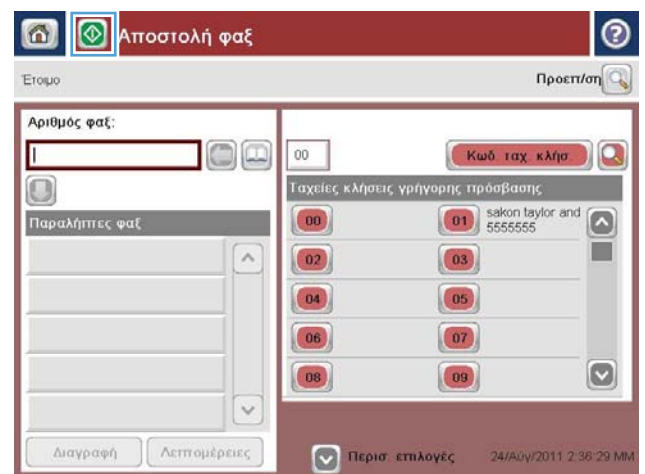 Αποστολή φαξ
Έτοιμο
Προεπ/ση
Αριθμός φαξ:
00
Κωδ. ταχ. κλήσ.
Ταχείες κλήσεις γρήγορης πρόσβασης
Παραλήπτες φαξ
00
01
sakon taylor and
5555555
02
03
04
05
06
07
08
09
Διαγραφή
Λεπτομέρειες
Περισ. επιλογές
24/Αύγ/2011 2:36:29 ΜΜ